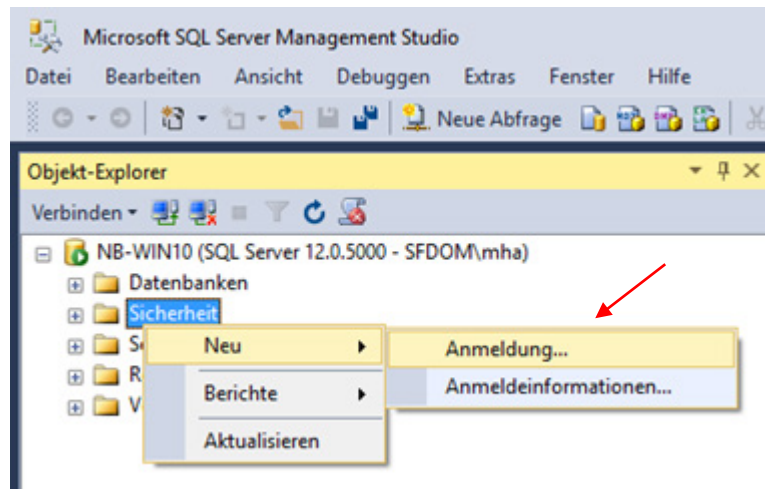 Microsoft SQL Server Management Studio
Datei Bearbeiten Ansicht Debuggen Extras Fenster Hilfe
Neue Abfrage
Objekt-Explorer
Verbinden
NB-WIN10 (SQL Server 12.0.5000 - SFDOM\mha)
Datenbanken
Sicherheit
Neu
Anmeldung...
Anmeldeinformationen...
Berichte
Aktualisieren